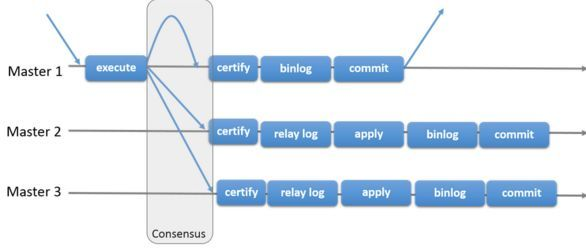 Master 1 execute certify binlog commit
Master 2 certify relay log apply binlog commit
Master 3 certify relay log apply binlog commit
Consensus